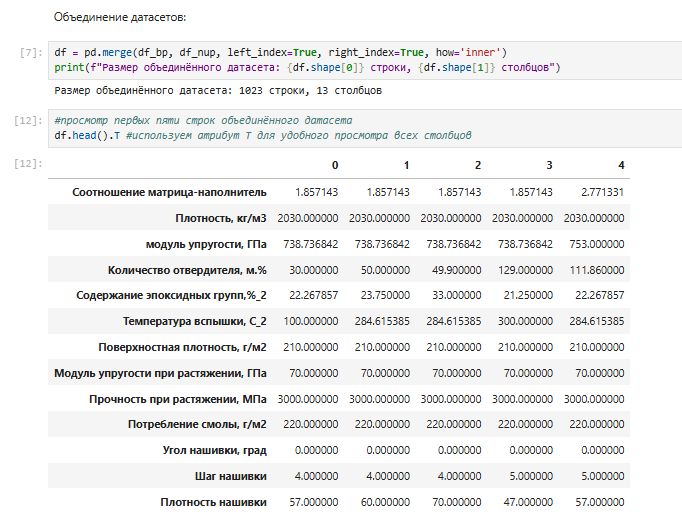 Объединение датасетов:
[7]: df = pd.merge(df_bp, df_nup, left_index=True, right_index=True, how='inner')
print(f"Размер объединённого датасета: {df.shape[0]} строки, {df.shape[1]} столбцов")
Размер объединённого датасета: 1023 строки, 13 столбцов
[12]: #просмотр первых пяти строк объединённого датасета
df.head().T #используем атрибут T для удобного просмотра всех столбцов
[12]: 0 1 2 3 4
Соотношение матрица-наполнитель 1.857143 1.857143 1.857143 1.857143 2.771331
Плотность, кг/м3 2030.000000 2030.000000 2030.000000 2030.000000 2030.000000
модуль упругости, ГПа 738.736842 738.736842 738.736842 738.736842 753.000000
Количество отвердителя, м.% 30.000000 50.000000 49.900000 129.000000 111.860000
Содержание эпоксидных групп,%_2 22.267857 23.750000 33.000000 21.250000 22.267857
Температура вспышки, С_2 100.000000 284.615385 284.615385 300.000000 284.615385
Поверхностная плотность, г/м2 210.000000 210.000000 210.000000 210.000000 210.000000
Модуль упругости при растяжении, ГПа 70.000000 70.000000 70.000000 70.000000 70.000000
Прочность при растяжении, МПа 3000.000000 3000.000000 3000.000000 3000.000000 3000.000000
Потребление смолы, г/м2 220.000000 220.000000 220.000000 220.000000 220.000000
Угол нашивки, град 0.000000 0.000000 0.000000 0.000000 0.000000
Шаг нашивки 4.000000 4.000000 4.000000 5.000000 5.000000
Плотность нашивки 57.000000 60.000000 70.000000 47.000000 57.000000